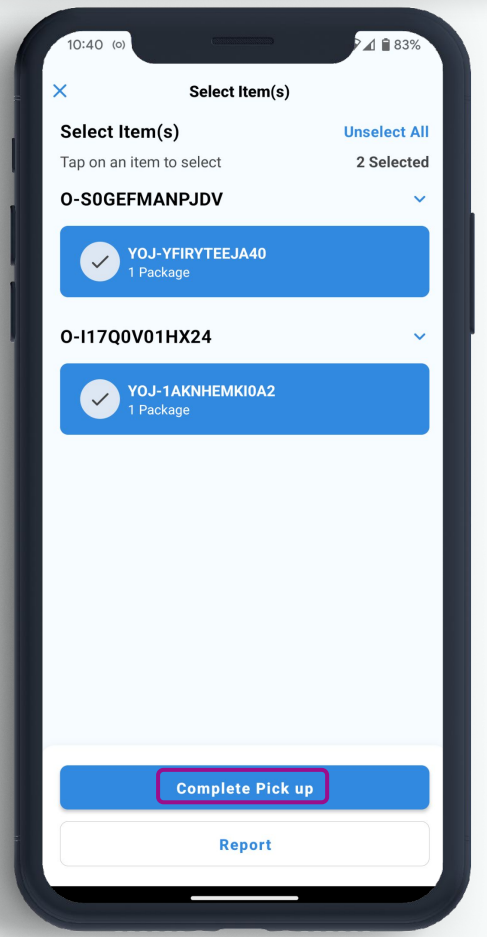 10:40 83%
Select Item(s)
Select Item(s) Unselect All
Tap on an item to select 2 Selected
O-S0GEFMANPJDV
YOJ-YFIRYTEEJA40
1 Package
O-I17Q0V01HX24
YOJ-1AKNHEMKI0A2
1 Package
Complete Pick up
Report